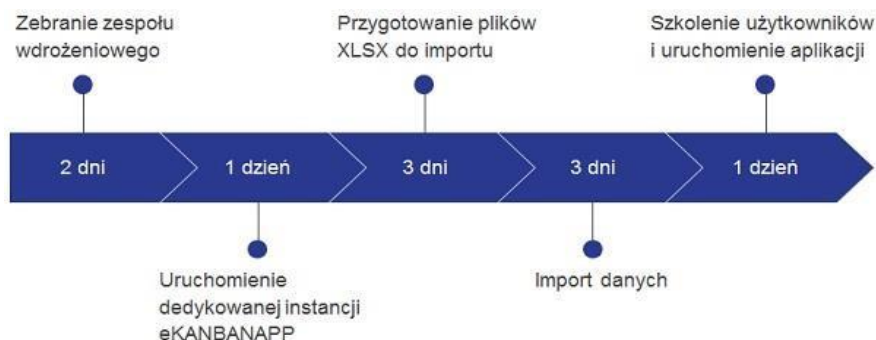 Zebranie zespołu
wdrożeniowego
Przygotowanie plików
XLSX do importu
Szkolenie użytkowników
i uruchomienie aplikacji
2 dni
1 dzień
3 dni
3 dni
1 dzień
Uruchomienie
dedykowanej instancji
eKANBANAPP
Import danych